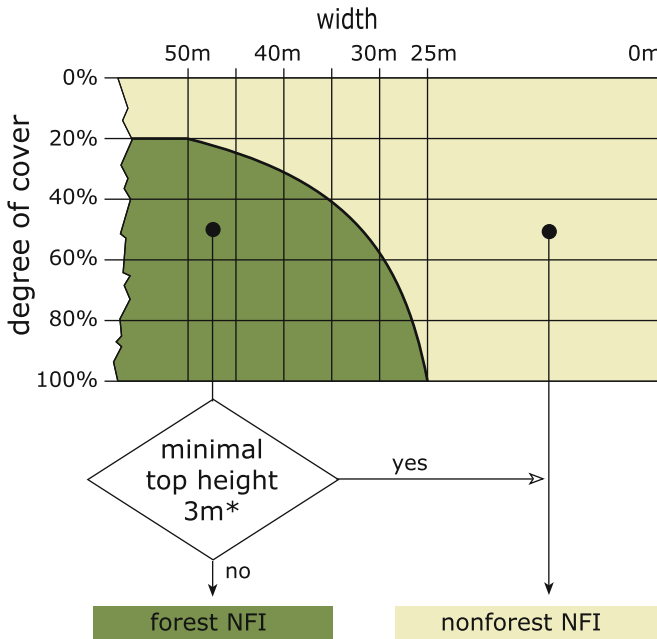 width
50m 40m 30m 25m 0m
degree of cover
0%
20%
40%
60%
80%
100%
minimal
top height
3m*
yes
no
forest NFI
nonforest NFI